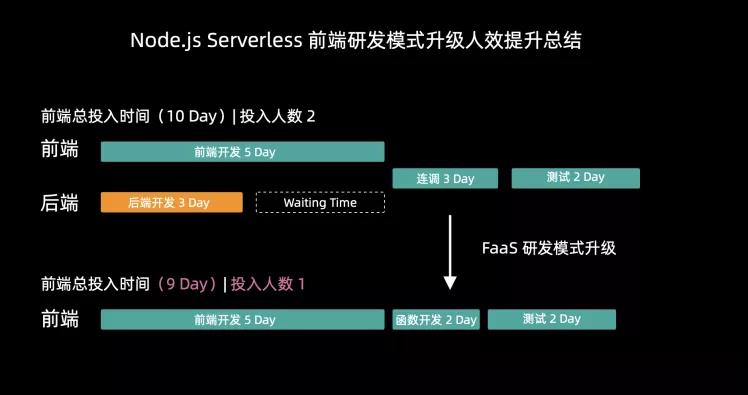 Node.js Serverless 前端研发模式升级人效提升总结
前端总投入时间（10 Day）| 投入人数 2
前端
前端开发 5 Day
连调 3 Day
测试 2 Day
后端
后端开发 3 Day
Waiting Time
FaaS 研发模式升级
前端总投入时间（9 Day）| 投入人数 1
前端
前端开发 5 Day
函数开发 2 Day
测试 2 Day